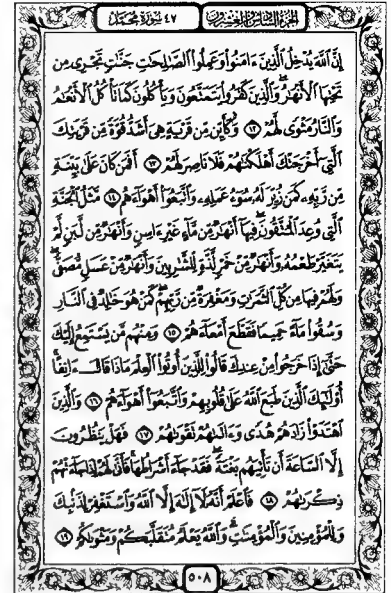 الجزء السادس والعشرون ٤٧ سورة محمد
إِنَّ ٱللَّهَ يُدْخِلُ ٱلَّذِينَ ءَامَنُوا۟ وَعَمِلُوا۟ ٱلصَّٰلِحَٰتِ جَنَّٰتٍ تَجْرِى مِن
تَحْتِهَا ٱلْأَنْهَٰرُ ۖ وَٱلَّذِينَ كَفَرُوا۟ يَتَمَتَّعُونَ وَيَأْكُلُونَ كَمَا تَأْكُلُ ٱلْأَنْعَٰمُ
وَٱلنَّارُ مَثْوًى لَّهُمْ ١٢ وَكَأَيِّن مِّن قَرْيَةٍ هِىَ أَشَدُّ قُوَّةً مِّن قَرْيَتِكَ
ٱلَّتِىٓ أَخْرَجَتْكَ أَهْلَكْنَٰهُمْ فَلَا نَاصِرَ لَهُمْ ١٣ أَفَمَن كَانَ عَلَىٰ بَيِّنَةٍ
مِّن رَّبِّهِۦ كَمَن زُيِّنَ لَهُۥ سُوٓءُ عَمَلِهِۦ وَٱتَّبَعُوٓا۟ أَهْوَآءَهُم ١٤ مَّثَلُ ٱلْجَنَّةِ
ٱلَّتِى وُعِدَ ٱلْمُتَّقُونَ ۖ فِيهَآ أَنْهَٰرٌ مِّن مَّآءٍ غَيْرِ ءَاسِنٍ وَأَنْهَٰرٌ مِّن لَّبَنٍ لَّمْ
يَتَغَيَّرْ طَعْمُهُۥ وَأَنْهَٰرٌ مِّنْ خَمْرٍ لَّذَّةٍ لِّلشَّٰرِبِينَ وَأَنْهَٰرٌ مِّنْ عَسَلٍ مُّصَفًّى ۖ
وَلَهُمْ فِيهَا مِن كُلِّ ٱلثَّمَرَٰتِ وَمَغْفِرَةٌ مِّن رَّبِّهِمْ ۖ كَمَنْ هُوَ خَٰلِدٌ فِى ٱلنَّارِ
وَسُقُوا۟ مَآءً حَمِيمًا فَقَطَّعَ أَمْعَآءَهُمْ ١٥ وَمِنْهُم مَّن يَسْتَمِعُ إِلَيْكَ
حَتَّىٰٓ إِذَا خَرَجُوا۟ مِنْ عِندِكَ قَالُوا۟ لِلَّذِينَ أُوتُوا۟ ٱلْعِلْمَ مَاذَا قَالَ ءَانِفًا ۚ
أُو۟لَٰٓئِكَ ٱلَّذِينَ طَبَعَ ٱللَّهُ عَلَىٰ قُلُوبِهِمْ وَٱتَّبَعُوٓا۟ أَهْوَآءَهُمْ ١٦ وَٱلَّذِينَ
ٱهْتَدَوْا۟ زَادَهُمْ هُدًى وَءَاتَىٰهُمْ تَقْوَىٰهُمْ ١٧ فَهَلْ يَنظُرُونَ
إِلَّا ٱلسَّاعَةَ أَن تَأْتِيَهُم بَغْتَةً ۖ فَقَدْ جَآءَ أَشْرَاطُهَا ۚ فَأَنَّىٰ لَهُمْ إِذَا جَآءَتْهُمْ
ذِكْرَىٰهُمْ ١٨ فَٱعْلَمْ أَنَّهُۥ لَآ إِلَٰهَ إِلَّا ٱللَّهُ وَٱسْتَغْفِرْ لِذَنۢبِكَ
وَلِلْمُؤْمِنِينَ وَٱلْمُؤْمِنَٰتِ ۗ وَٱللَّهُ يَعْلَمُ مُتَقَلَّبَكُمْ وَمَثْوَىٰكُمْ ١٩
٥٠٨